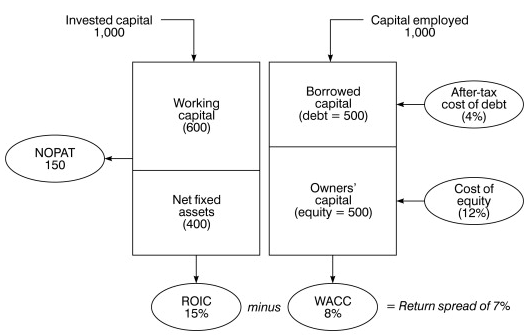 Invested capital
1,000
Capital employed
1,000
Working
capital
(600)
Borrowed
capital
(debt = 500)
After-tax
cost of debt
(4%)
NOPAT
150
Net fixed
assets
(400)
Owners'
capital
(equity = 500)
Cost of
equity
(12%)
ROIC
15%
minus
WACC
8%
= Return spread of 7%